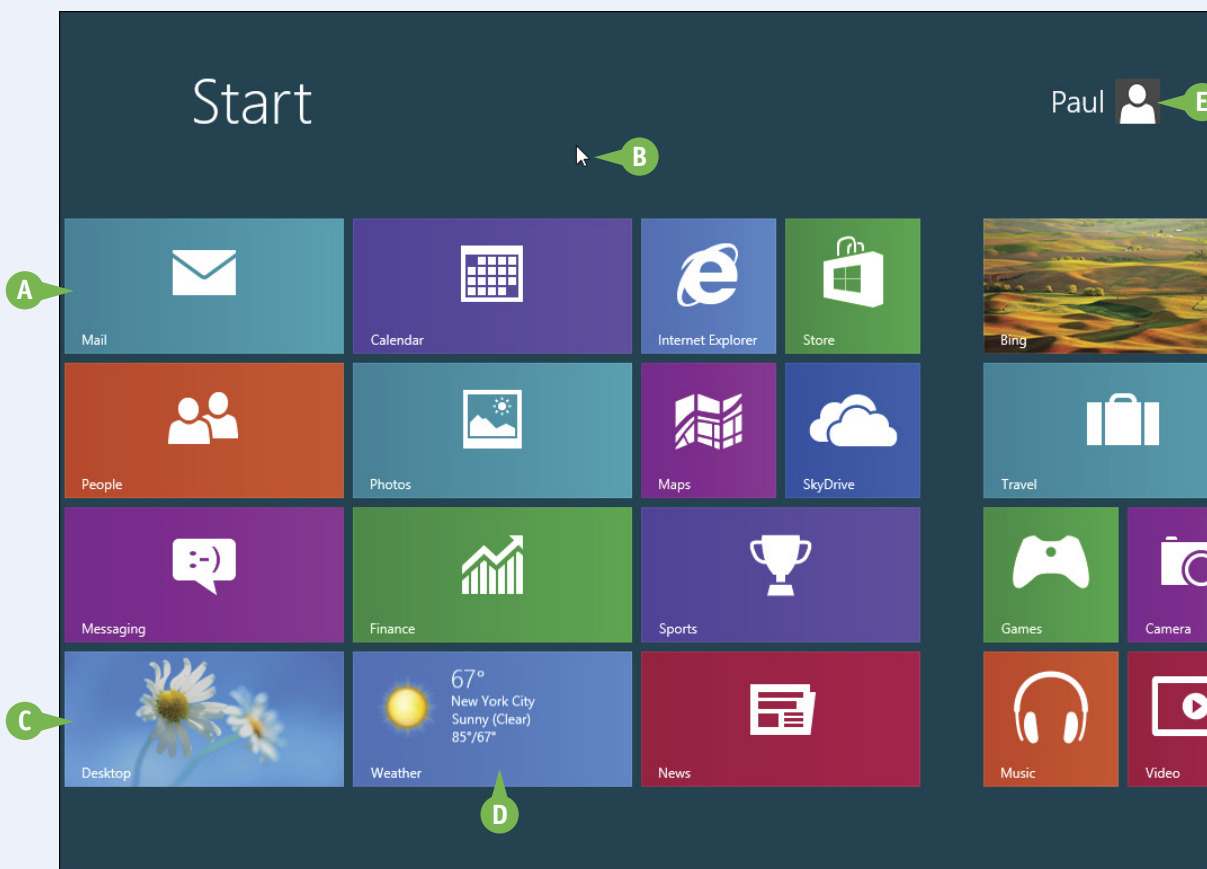 Start
Paul
E
B
A
Mail
Calendar
Internet Explorer
Store
Bing
People
Photos
Maps
SkyDrive
Travel
:-)
Messaging
Finance
Sports
Games
Camera
C
67°
New York City
Sunny (Clear)
85°/67°
Desktop
Weather
News
Music
Video
D